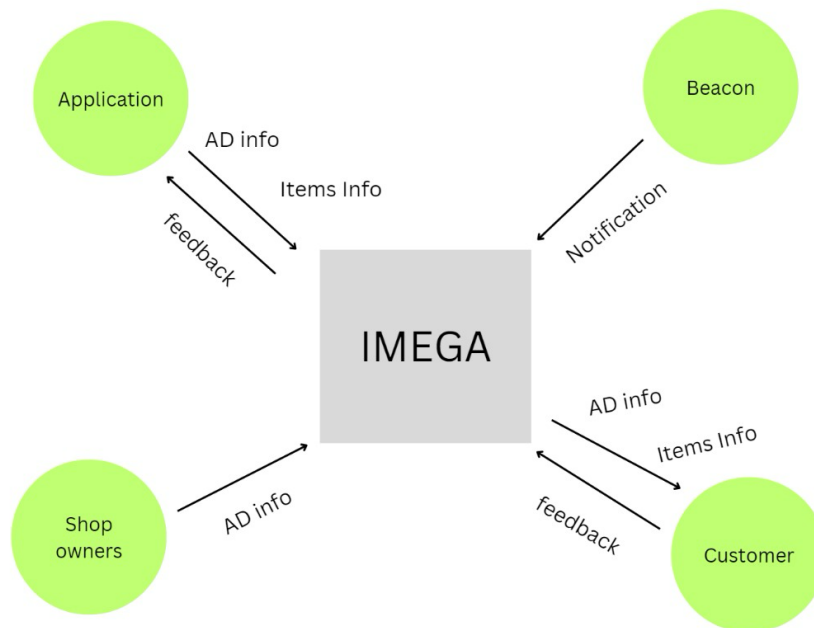 Application
Beacon
AD info
Items Info
feedback
Notification
IMEGA
AD info
Items Info
feedback
Shop
owners
AD info
Customer